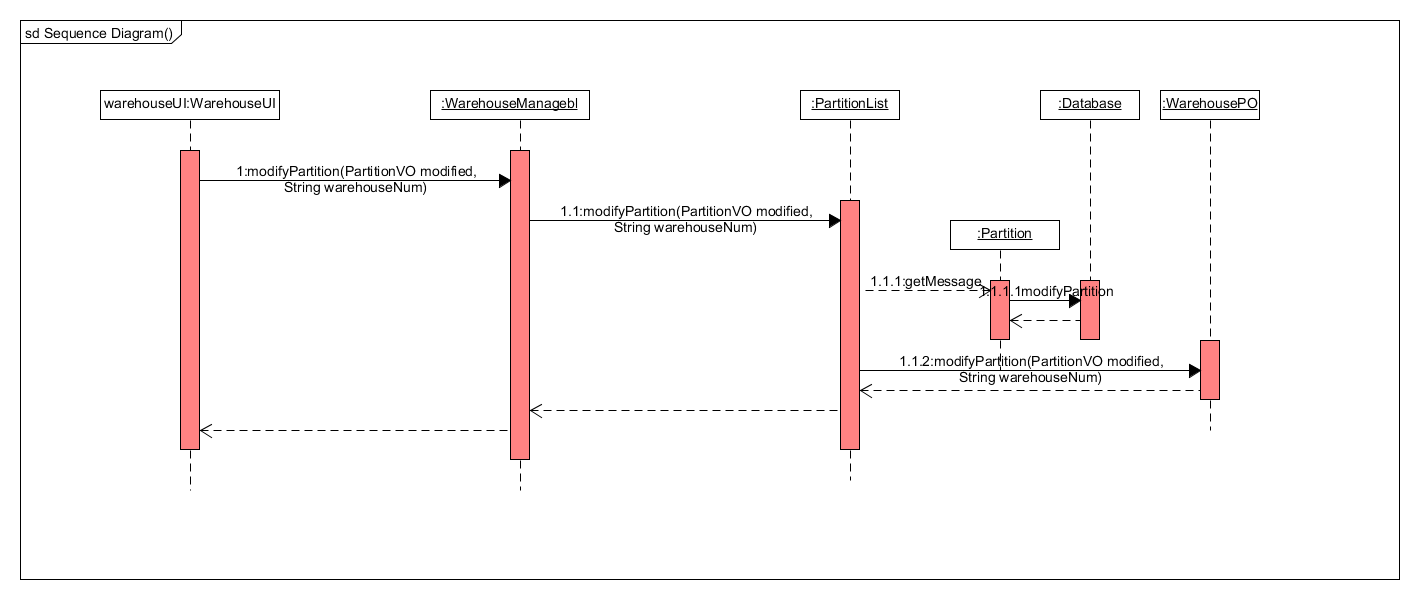 sd Sequence Diagram()
warehouseUI:WarehouseUI
:WarehouseManagebl
:PartitionList
:Database
:WarehousePO
1:modifyPartition(PartitionVO modified,
String warehouseNum)
1.1:modifyPartition(PartitionVO modified,
String warehouseNum)
:Partition
1.1.1:getMessage
1.1.1.1modifyPartition
1.1.2:modifyPartition(PartitionVO modified,
String warehouseNum)